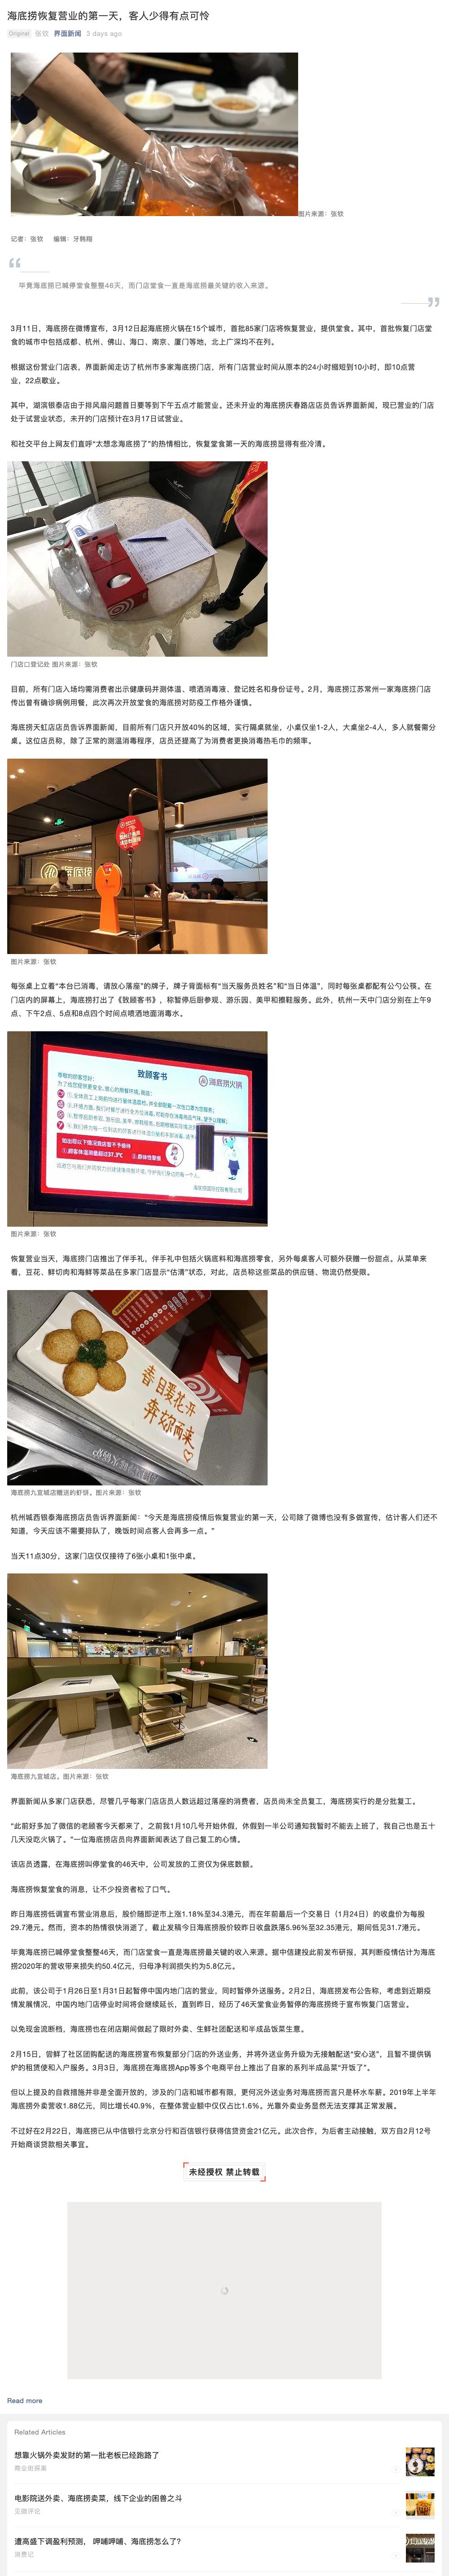 海底捞恢复营业的第一天，客人少得有点可怜
Original 张钦 界面新闻 3 days ago
图片来源：张钦
记者：张钦 编辑：牙韩翔
毕竟海底捞已喊停堂食整整46天，而门店堂食一直是海底捞最关键的收入来源。
3月11日，海底捞在微博宣布，3月12日起海底捞火锅在15个城市，首批85家门店将恢复营业，提供堂食。其中，首批恢复门店堂
食的城市中包括成都、杭州、佛山、海口、南京、厦门等地，北上广深均不在列。
根据这份营业门店表，界面新闻走访了杭州市多家海底捞门店，所有门店营业时间从原本的24小时缩短到10小时，即10点营
业，22点歇业。
其中，湖滨银泰店由于排风扇问题首日要等到下午五点才能营业。还未开业的海底捞庆春路店店员告诉界面新闻，现已营业的门店
处于试营业状态，未开的门店预计在3月17日试营业。
和社交平台上网友们直呼“太想念海底捞了”的热情相比，恢复堂食第一天的海底捞显得有些冷清。
门店口登记处 图片来源：张钦
目前，所有门店入场均需消费者出示健康码并测体温、喷洒消毒液、登记姓名和身份证号。2月，海底捞江苏常州一家海底捞门店
传出曾有确诊病例用餐，此次再次开放堂食的海底捞对防疫工作格外谨慎。
海底捞天虹店店员告诉界面新闻，目前所有门店只开放40%的区域，实行隔桌就坐，小桌仅坐1-2人，大桌坐2-4人，多人就餐需分
桌。这位店员称，除了正常的测温消毒程序，店员还提高了为消费者更换消毒热毛巾的频率。
海底捞
图片来源：张钦
每张桌上立着“本台已消毒，请放心落座”的牌子，牌子背面标有“当天服务员姓名”和“当日体温”，同时每张桌都配有公勺公筷。在
门店内的屏幕上，海底捞打出了《致顾客书》，称暂停后厨参观、游乐园、美甲和擦鞋服务。此外，杭州一天中门店分别在上午9
点、下午2点、5点和8点四个时间点喷洒地面消毒水。
致顾客书
海底捞火锅
尊敬的顾客您好：
图片来源：张钦
恢复营业当天，海底捞门店推出了伴手礼，伴手礼中包括火锅底料和海底捞零食，另外每桌客人可额外获赠一份甜点。从菜单来
看，豆花、鲜切肉和海鲜等菜品在多家门店显示“估清”状态，对此，店员称这些菜品的供应链、物流仍然受限。
春日暖花开
奔你而来
海底捞九宜城店赠送的虾饼。图片来源：张钦
杭州城西银泰海底捞店员告诉界面新闻：“今天是海底捞疫情后恢复营业的第一天，公司除了微博也没有多做宣传，估计客人们还不
知道，今天应该不需要排队了，晚饭时间点客人会再多一点。”
当天11点30分，这家门店仅仅接待了6张小桌和1张中桌。
海底捞九宜城店。图片来源：张钦
界面新闻从多家门店获悉，尽管几乎每家门店店员人数远超过落座的消费者，店员尚未全员复工，海底捞实行的是分批复工。
“此前好多加了微信的老顾客今天都来了，之前我1月10几号开始休假，休假到一半公司通知我暂时不能去上班了，我自己也是五十
几天没吃火锅了。”一位海底捞店员向界面新闻表达了自己复工的心情。
该店员透露，在海底捞叫停堂食的46天中，公司发放的工资仅为保底数额。
海底捞恢复堂食的消息，让不少投资者松了口气。
昨日海底捞低调宣布营业消息后，股价随即逆市上涨1.18%至34.3港元，而在年前最后一个交易日（1月24日）的收盘价为每股
29.7港元。然而，资本的热情很快消逝了，截止发稿今日海底捞股价较昨日收盘跌落5.96%至32.35港元，期间低见31.7港元。
毕竟海底捞已喊停堂食整整46天，而门店堂食一直是海底捞最关键的收入来源。据中信建投此前发布研报，其判断疫情估计为海底
捞2020年的营收带来损失约50.4亿元，归母净利润损失约为5.8亿元。
此前，该公司于1月26日至1月31日起暂停中国内地门店的营业，同时暂停外送服务。2月2日，海底捞发布公告称，考虑到近期疫
情发展情况，中国内地门店停业时间将会继续延长，直到昨日，经历了46天堂食业务暂停的海底捞终于宣布恢复门店营业。
以免现金流断档，海底捞也在闭店期间做起了限时外卖、生鲜社团配送和半成品饭菜生意。
2月15日，尝鲜了社区团购配送的海底捞宣布恢复部分门店的外送业务，并将外送业务升级为无接触配送“安心送”，且暂不提供锅
炉的租赁便和入户服务。3月3日，海底捞在海底捞App等多个电商平台上推出了自家的系列半成品菜“开饭了”。
但以上提及的自救措施并非是全面开放的，涉及的门店和城市都有限，更何况外送业务对海底捞而言只是杯水车薪。2019年上半年
海底捞外卖营收1.88亿元，同比增长40.9%，在整体营业额中仅仅占比1.6%。光靠外卖业务显然无法支撑其正常发展。
不过好在2月22日，海底捞已从中信银行北京分行和百信银行获得信贷资金21亿元。此次合作，为后者主动接触，双方自2月12号
开始商谈贷款相关事宜。
未经授权 禁止转载
Read more
Related Articles
想靠火锅外卖发财的第一批老板已经跑路了
商业街探案
电影院送外卖、海底捞卖菜，线下企业的困兽之斗
见微评论
遭高盛下调盈利预测， 呷哺呷哺、海底捞怎么了?
消费记